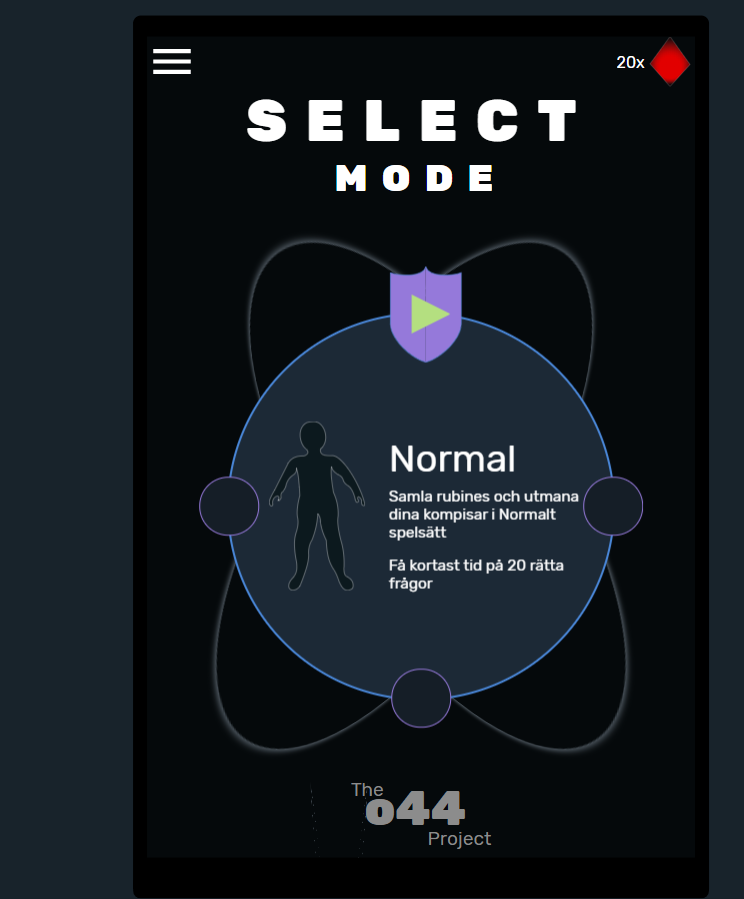 20x
SELECT
MODE
Normal
Samla rubines och utmana
dina kompisar i Normalt
spelsätt
Få kortast tid på 20 rätta
frågor
The
o44
Project